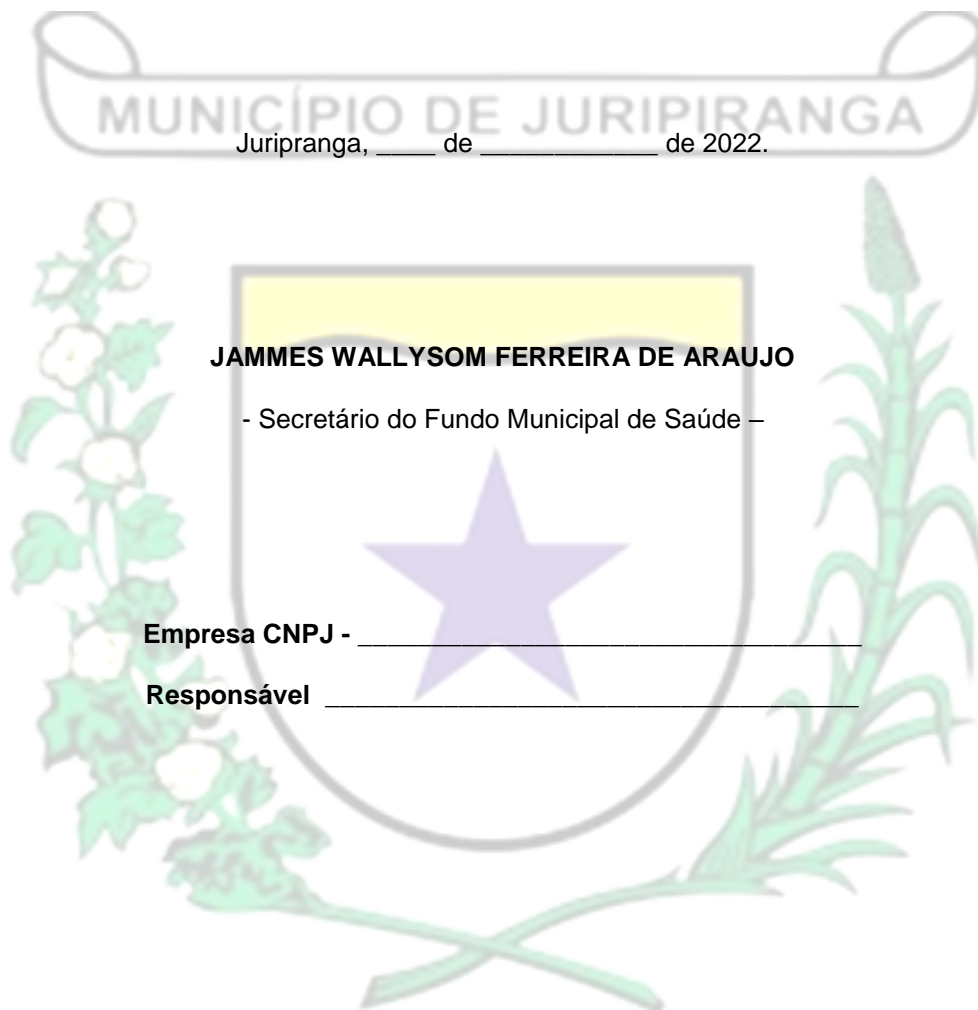 MUNICÍPIO DE JURIPIRANGA
Juripranga, ____ de ____________ de 2022.
JAMMES WALLYSOM FERREIRA DE ARAUJO
- Secretário do Fundo Municipal de Saúde –
Empresa CNPJ - __________________________________
Responsável ____________________________________